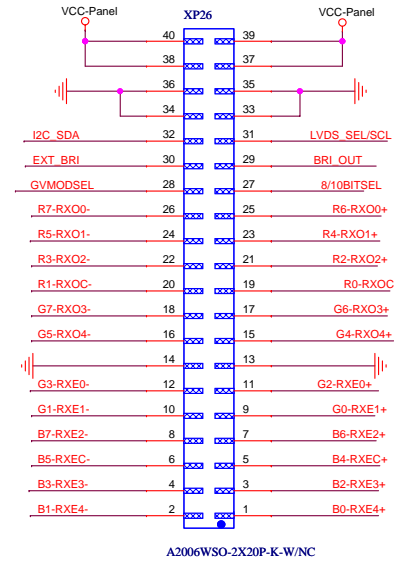 VCC-Panel XP26 VCC-Panel
40 39
38 37
36 35
34 33
I2C_SDA 32 31 LVDS_SEL/SCL
EXT_BRI 30 29 BRI_OUT
GVMODSEL 28 27 8/10BITSEL
R7-RXO0- 26 25 R6-RXO0+
R5-RXO1- 24 23 R4-RXO1+
R3-RXO2- 22 21 R2-RXO2+
R1-RXOC- 20 19 R0-RXOC
G7-RXO3- 18 17 G6-RXO3+
G5-RXO4- 16 15 G4-RXO4+
14 13
G3-RXE0- 12 11 G2-RXE0+
G1-RXE1- 10 9 G0-RXE1+
B7-RXE2- 8 7 B6-RXE2+
B5-RXEC- 6 5 B4-RXEC+
B3-RXE3- 4 3 B2-RXE3+
B1-RXE4- 2 1 B0-RXE4+
A2006WSO-2X20P-K-W/NC